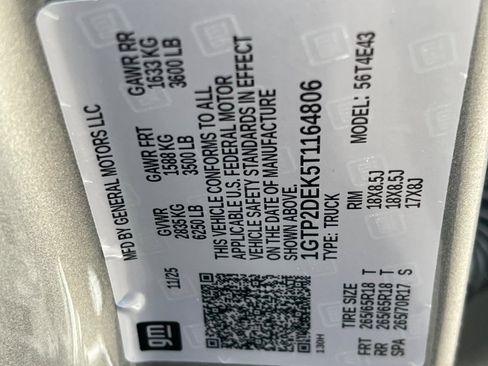 MFD BY GENERAL MOTORS LLC
11/25
GVWR
2835 KG
6250 LB
GAWR FRT
1588 KG
3500 LB
GAWR RR
1633 KG
3600 LB
THIS VEHICLE CONFORMS TO ALL
APPLICABLE U.S. FEDERAL MOTOR
VEHICLE SAFETY STANDARDS IN EFFECT
ON THE DATE OF MANUFACTURE
SHOWN ABOVE.
1GTP2DEK5T1164806
TYPE: TRUCK
MODEL: 56T4E43
TIRE SIZE RIM
FRT 265/65R18 T 18X8.5J
RR 265/65R18 T 18X8.5J
SPA 265/70R17 S 17X8J
gm
130H